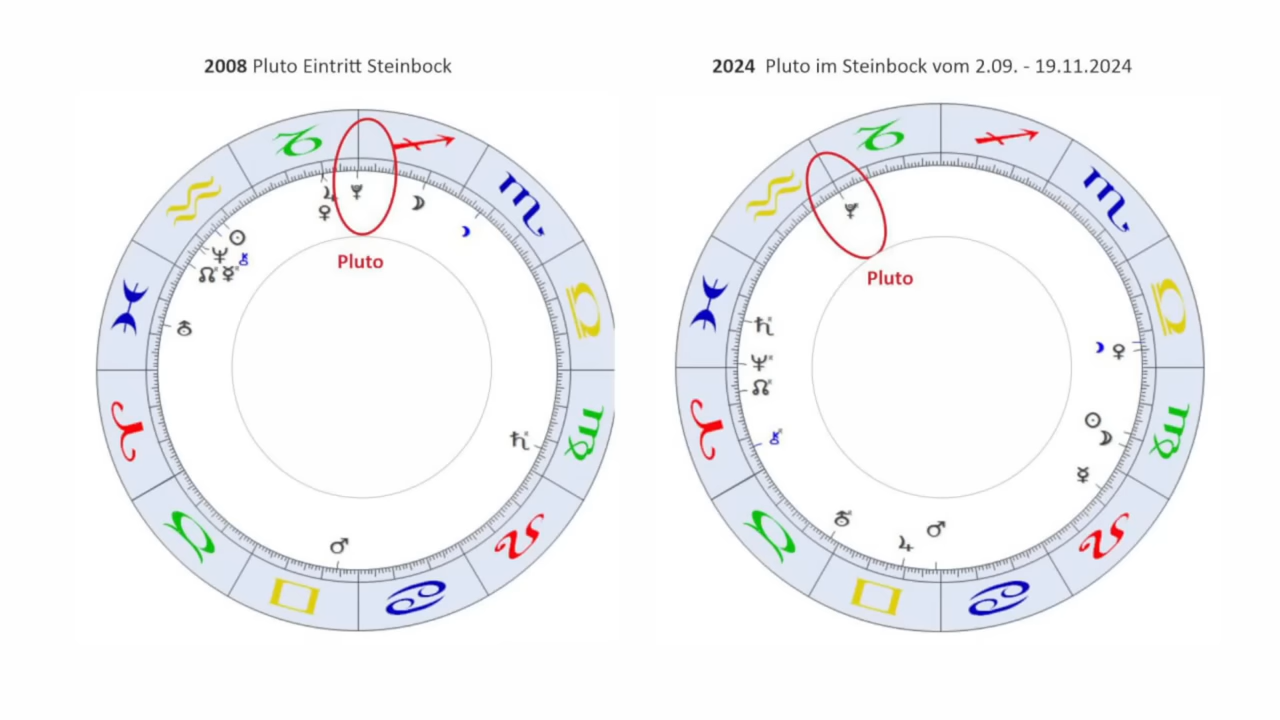 2008 Pluto Eintritt Steinbock
2024 Pluto im Steinbock vom 2.09. - 19.11.2024
Pluto
Pluto